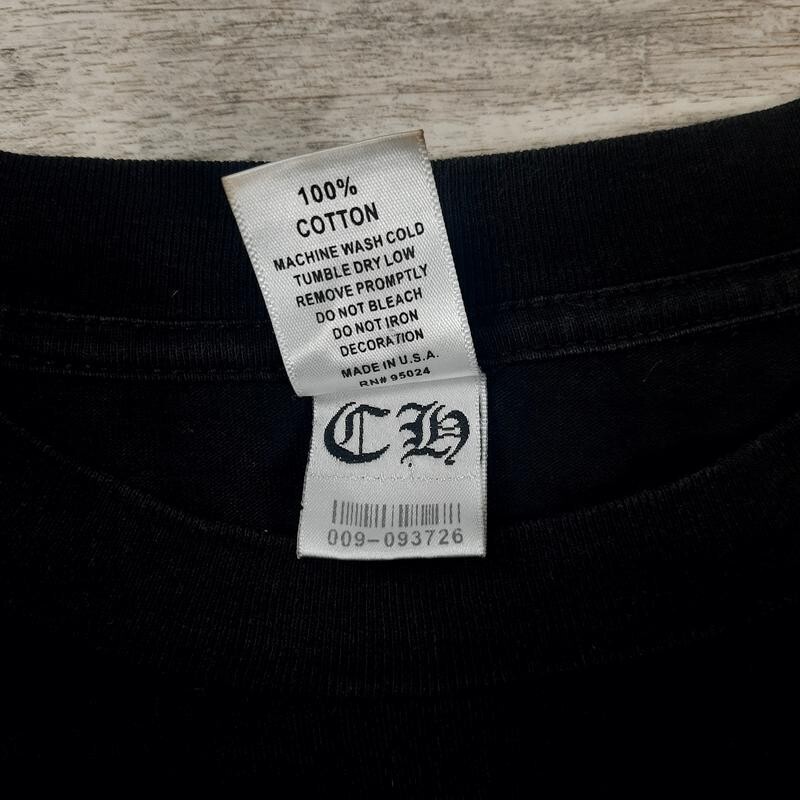 100%
COTTON
MACHINE WASH COLD
TUMBLE DRY LOW
REMOVE PROMPTLY
DO NOT BLEACH
DO NOT IRON
DECORATION
MADE IN U.S.A.
RN# 95024
CH
009-093726